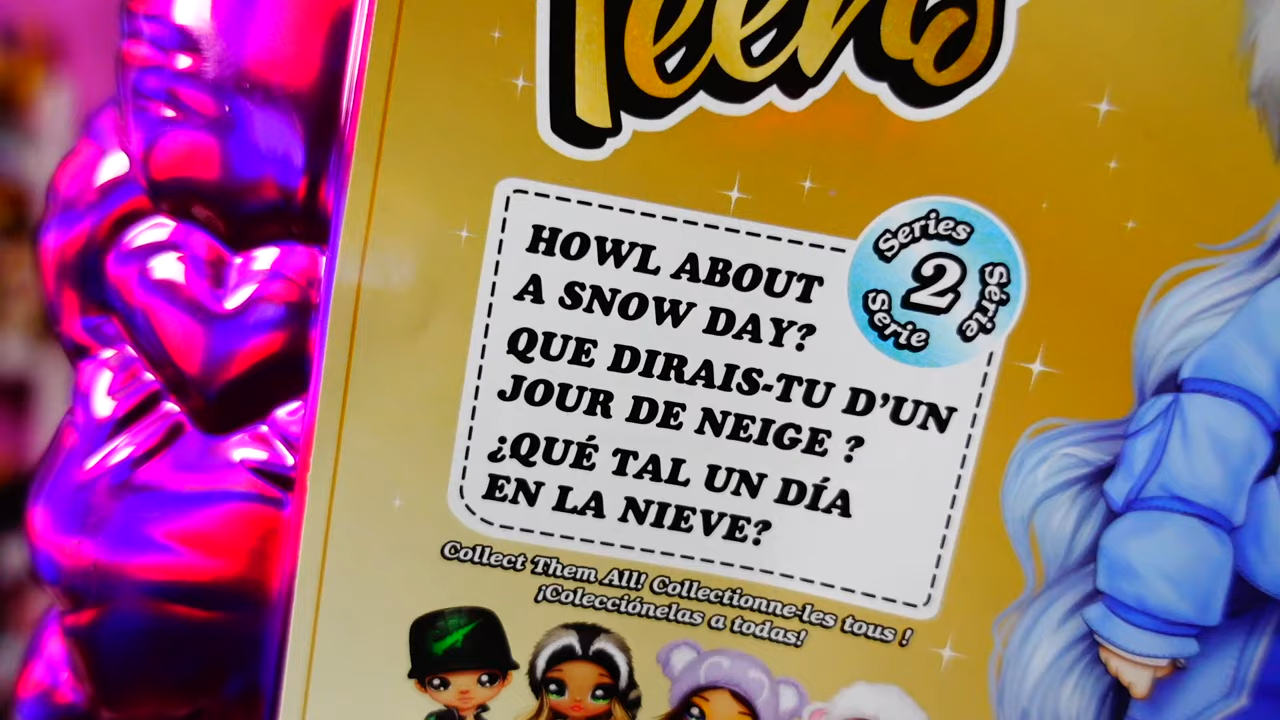 Teens
HOWL ABOUT
A SNOW DAY?
QUE DIRAIS-TU D'UN
JOUR DE NEIGE ?
¿QUÉ TAL UN DÍA
EN LA NIEVE?
Series
2
Série
Serie
Collect Them All! Collectionne-les tous !
¡Colecciónelas a todas!